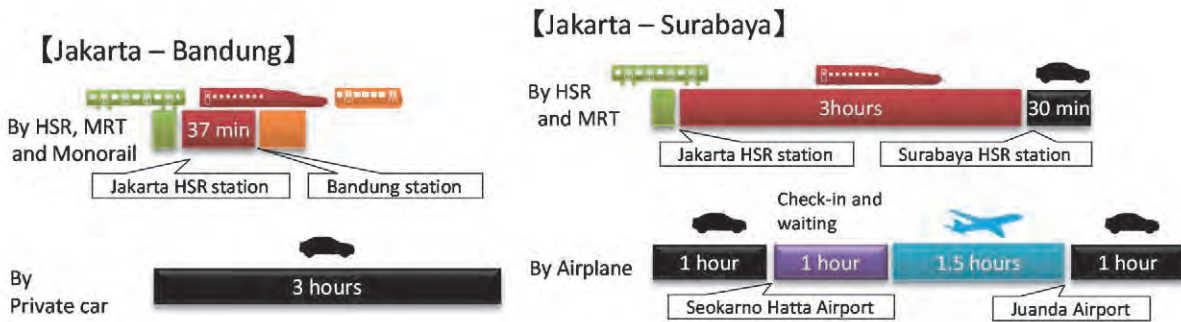 【Jakarta – Bandung】
By HSR, MRT
and Monorail
37 min
Jakarta HSR station
Bandung station
By
Private car
3 hours
【Jakarta – Surabaya】
By HSR
and MRT
3hours
30 min
Jakarta HSR station
Surabaya HSR station
Check-in and
waiting
By Airplane
1 hour
1 hour
1.5 hours
1 hour
Seokarno Hatta Airport
Juanda Airport